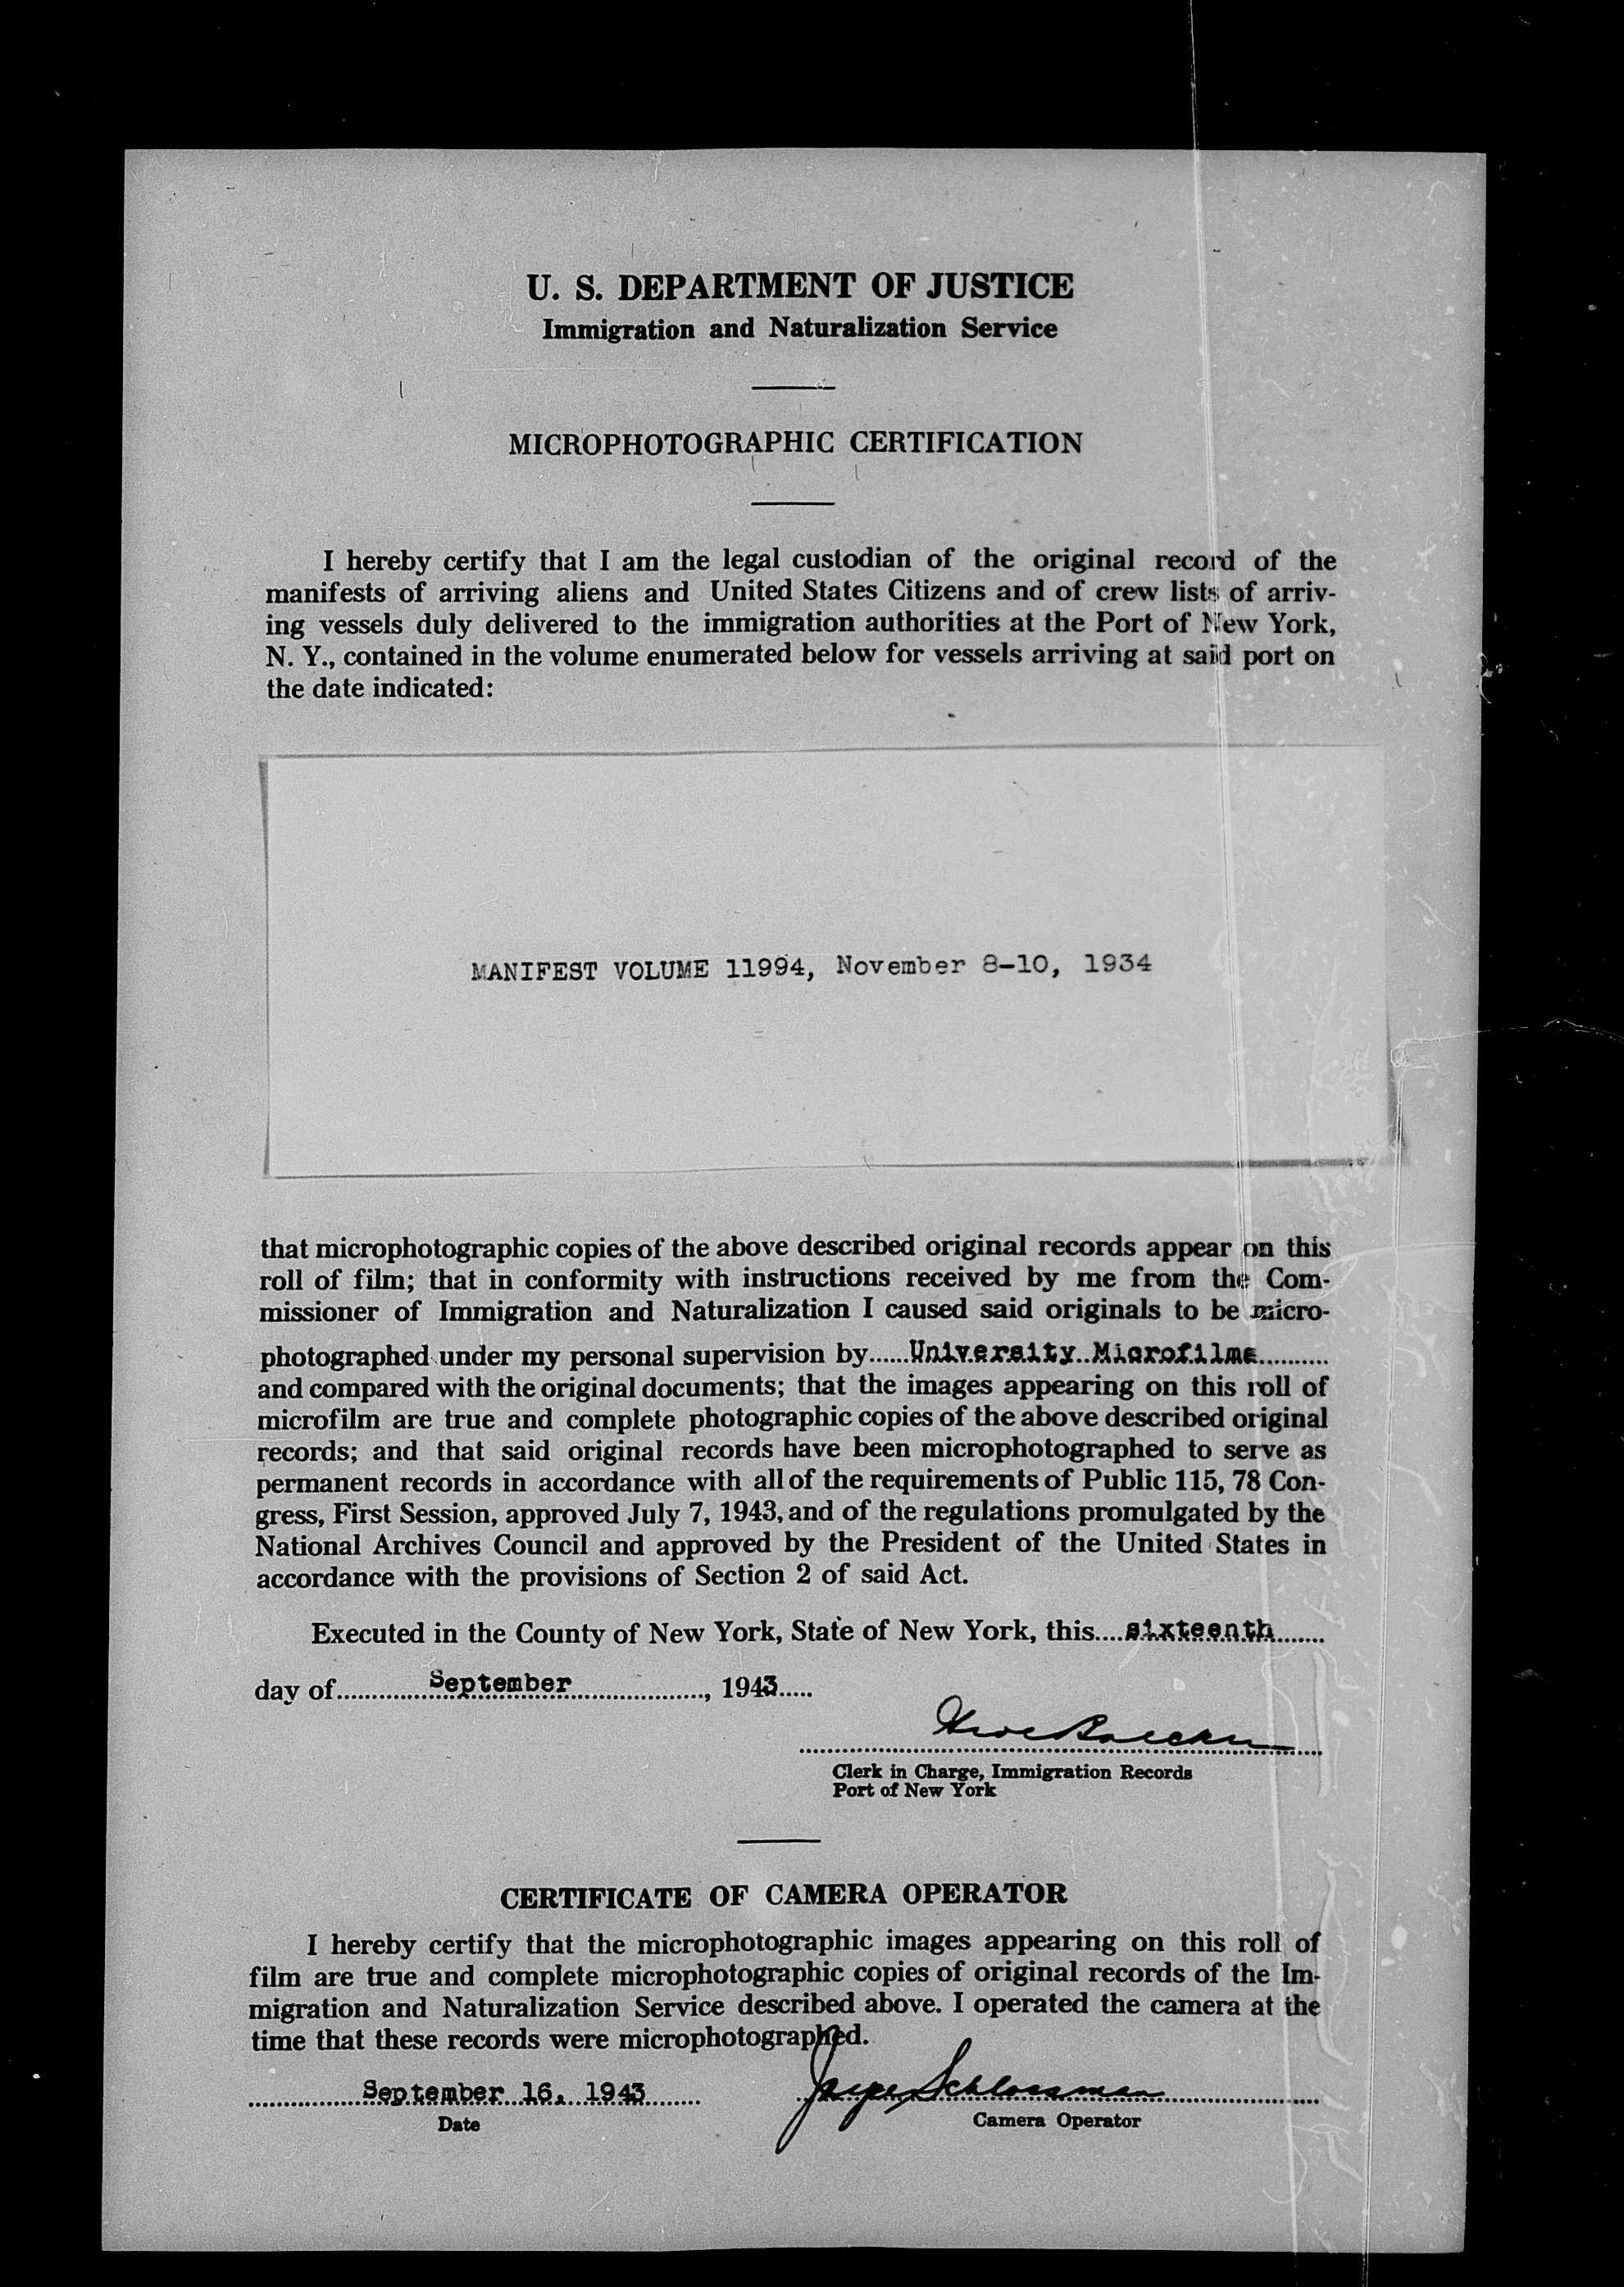 U. S. DEPARTMENT OF JUSTICE
Immigration and Naturalization Service
MICROPHOTOGRAPHIC CERTIFICATION
I hereby certify that I am the legal custodian of the original record of the
manifests of arriving aliens and United States Citizens and of crew lists of arriv-
ing vessels duly delivered to the immigration authorities at the Port of New York,
N. Y., contained in the volume enumerated below for vessels arriving at said port on
the date indicated:
MANIFEST VOLUME 11994, November 8-10, 1934
that microphotographic copies of the above described original records appear on this
roll of film; that in conformity with instructions received by me from the Com-
missioner of Immigration and Naturalization I caused said originals to be micro-
photographed under my personal supervision by......University Microfilms..........
and compared with the original documents; that the images appearing on this roll of
microfilm are true and complete photographic copies of the above described original
records; and that said original records have been microphotographed to serve as
permanent records in accordance with all of the requirements of Public 115, 78 Con-
gress, First Session, approved July 7, 1943, and of the regulations promulgated by the
National Archives Council and approved by the President of the United States in
accordance with the provisions of Section 2 of said Act.
Executed in the County of New York, State of New York, this....sixteenth.......
day of.............September..................., 1943.....
Clerk in Charge, Immigration Records
Port of New York
CERTIFICATE OF CAMERA OPERATOR
I hereby certify that the microphotographic images appearing on this roll of
film are true and complete microphotographic copies of original records of the Im-
migration and Naturalization Service described above. I operated the camera at the
time that these records were microphotographed.
September 16, 1943 Schlossman
Date Camera Operator